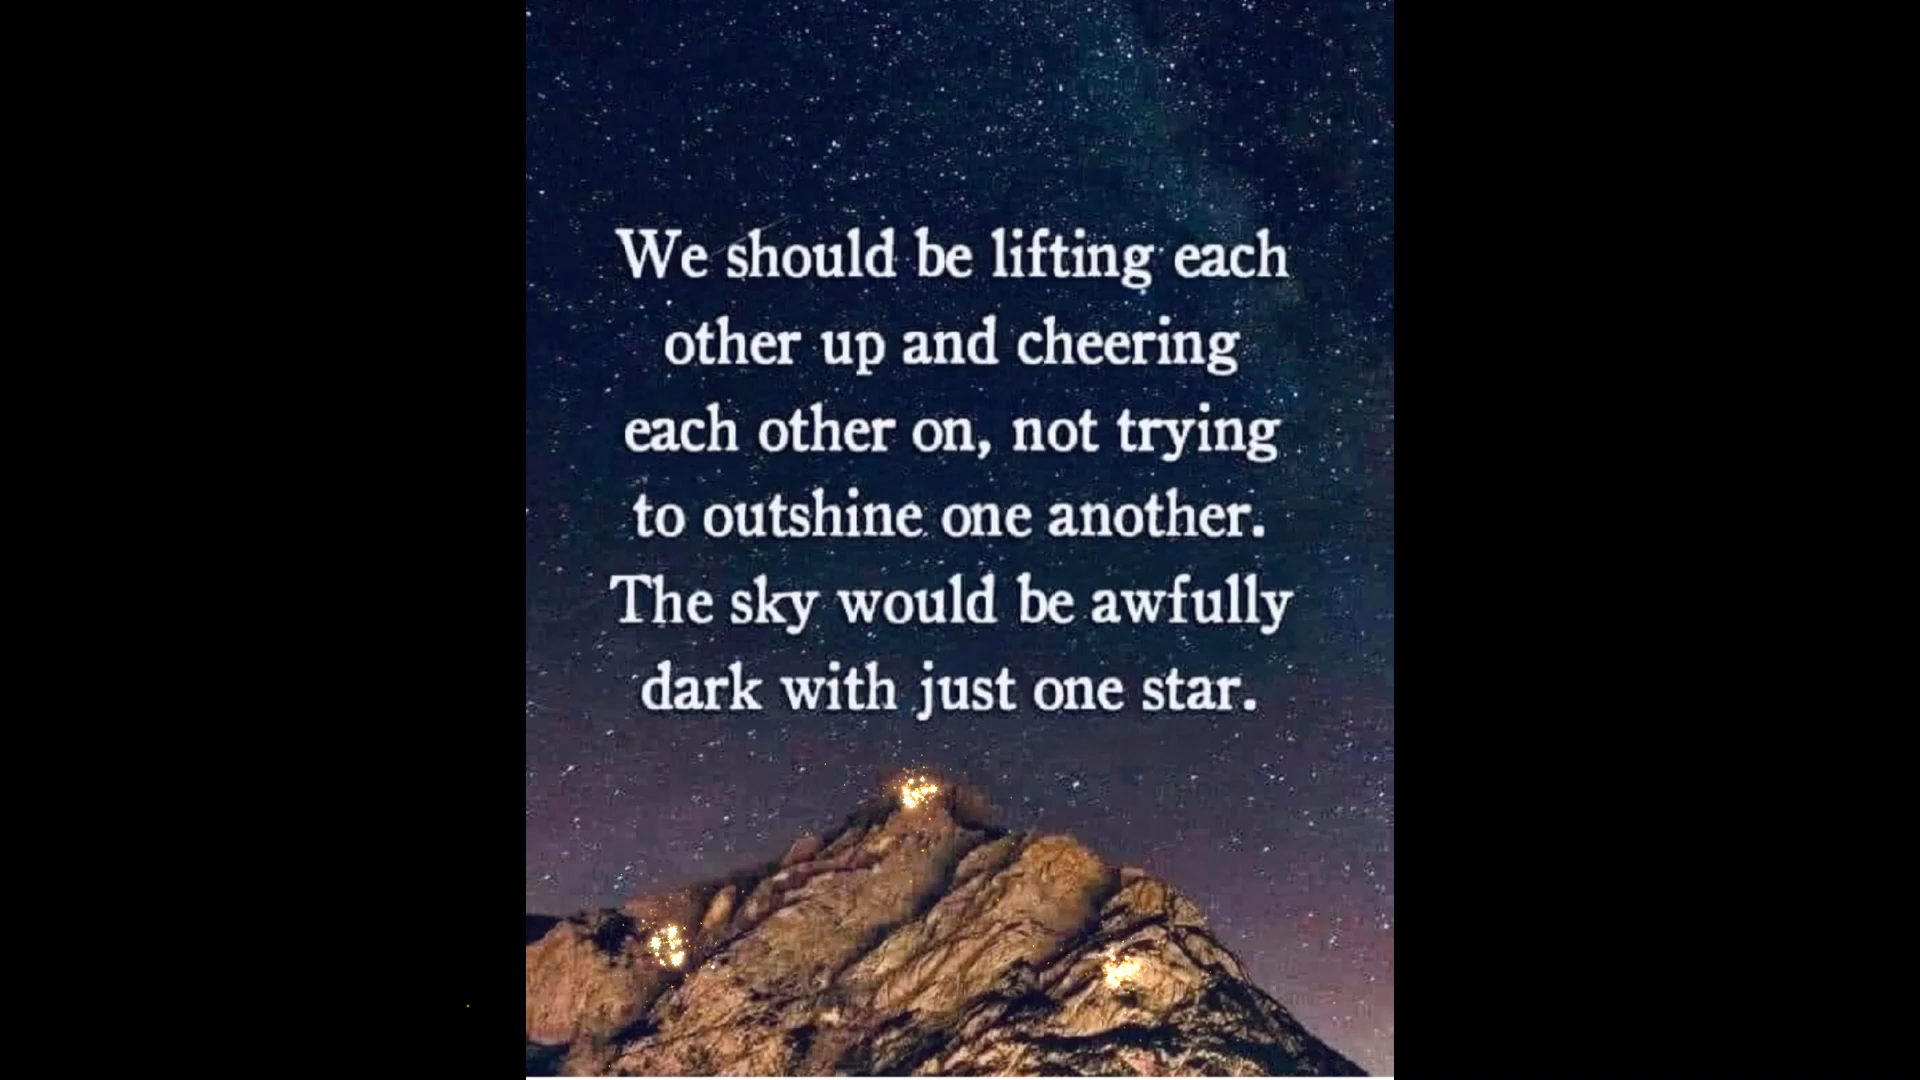 We should be lifting each
other up and cheering
each other on, not trying
to outshine one another.
The sky would be awfully
dark with just one star.